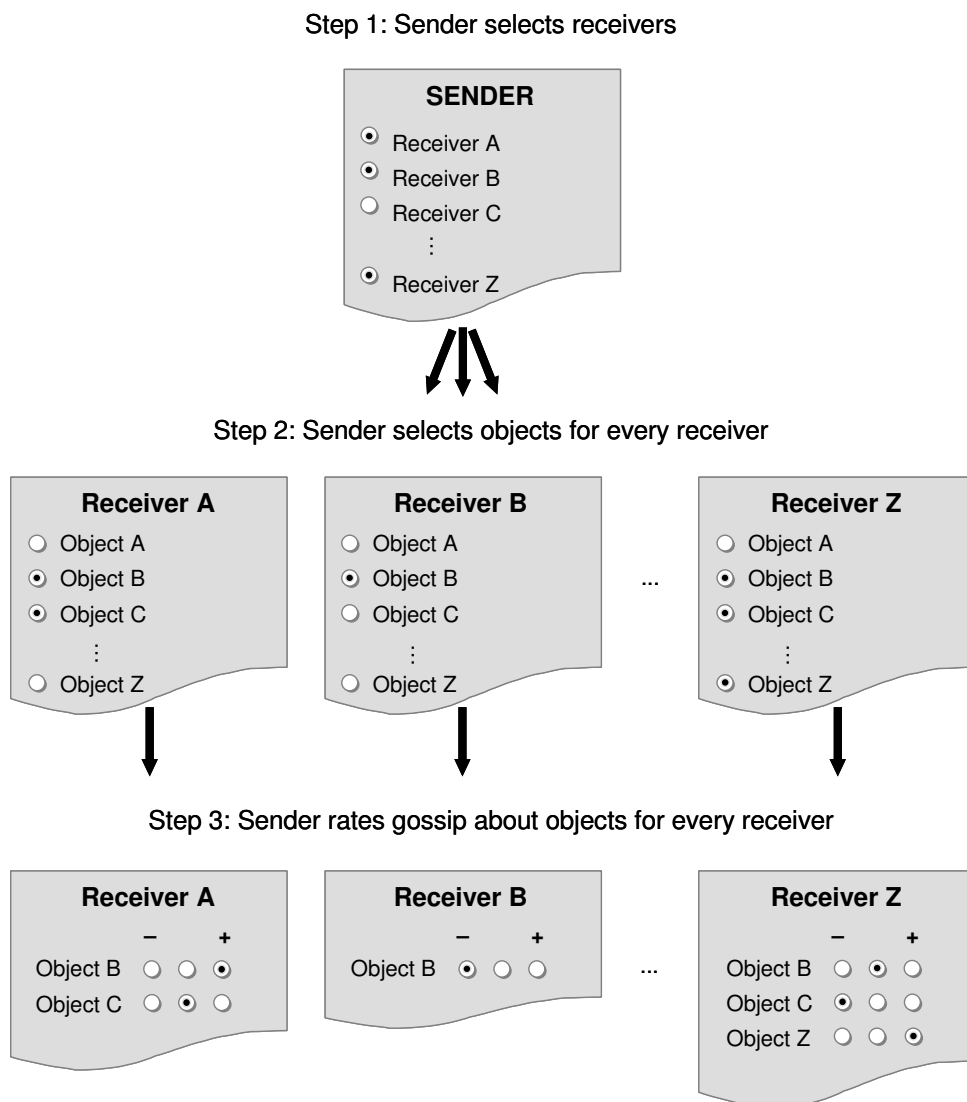 Step 1: Sender selects receivers
SENDER
Receiver A
Receiver B
Receiver C
⋮
Receiver Z
Step 2: Sender selects objects for every receiver
Receiver A
Object A
Object B
Object C
⋮
Object Z
Receiver B
Object A
Object B
Object C
⋮
Object Z
...
Receiver Z
Object A
Object B
Object C
⋮
Object Z
Step 3: Sender rates gossip about objects for every receiver
Receiver A
– +
Object B
Object C
Receiver B
– +
Object B
...
Receiver Z
– +
Object B
Object C
Object Z